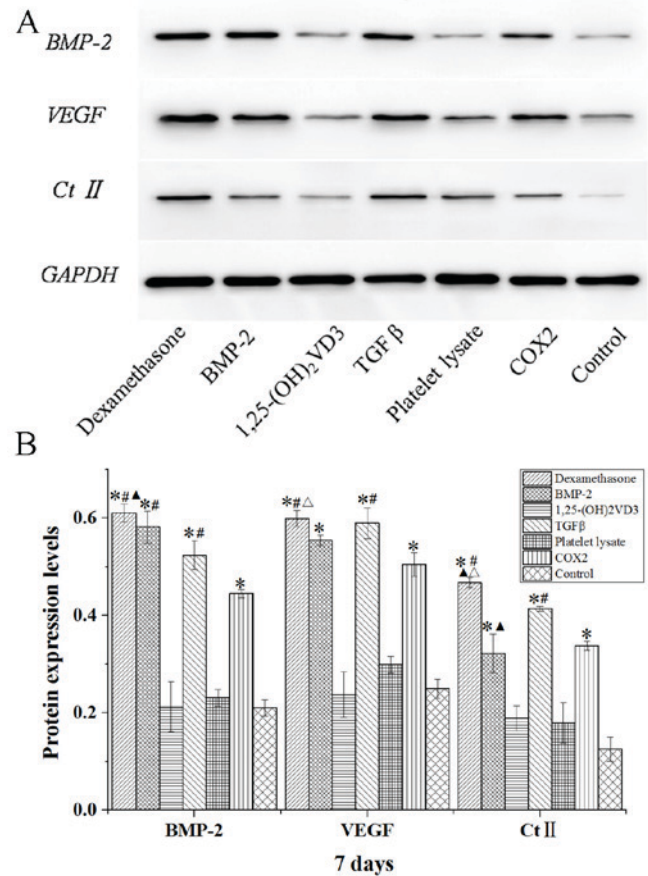 A
BMP-2
VEGF
Ct Ⅱ
GAPDH
Dexamethasone
BMP-2
1,25-(OH)₂VD3
TGFβ
Platelet lysate
COX2
Control
B
Protein expression levels
0.6
0.4
0.2
0.0
*#▲
*#
*#
*
*#△
*
*#
*
*#
▲△
*▲
*#
*
Dexamethasone
BMP-2
1,25-(OH)2VD3
TGFβ
Platelet lysate
COX2
Control
BMP-2
VEGF
CtⅡ
7 days